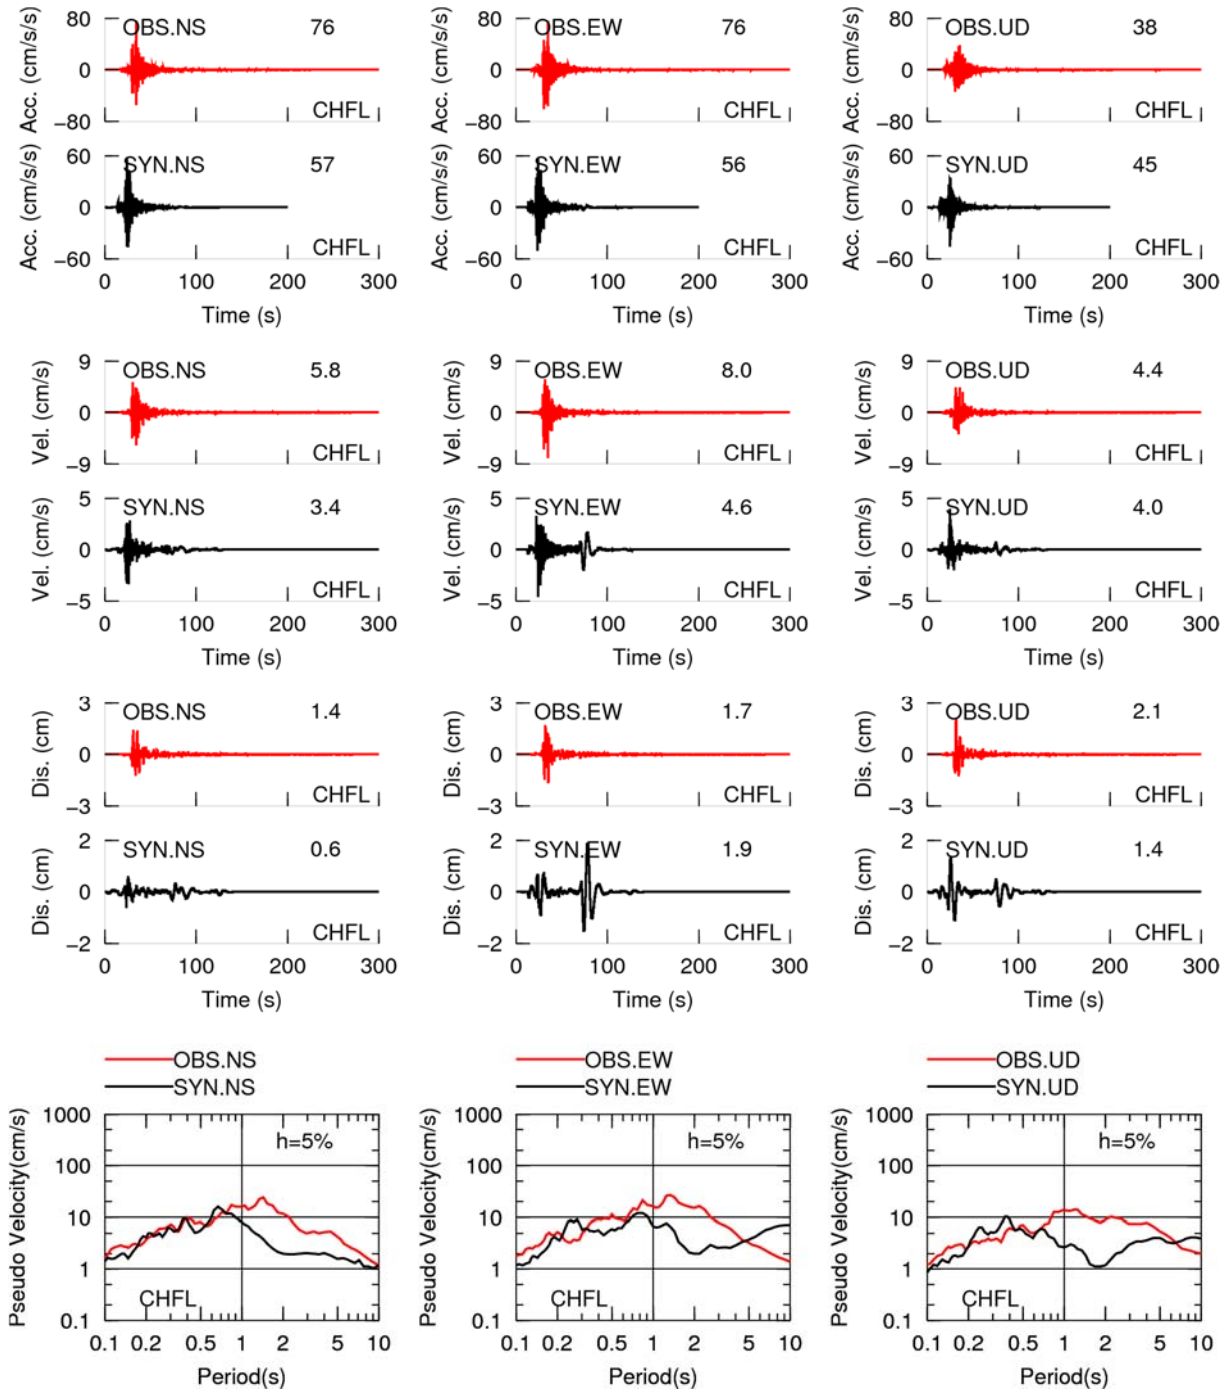 80 OBS.NS 76
0
-80 CHFL
Acc. (cm/s/s)
60 SYN.NS 57
0
-60 CHFL
Acc. (cm/s/s)
0 100 200 300
Time (s)
80 OBS.EW 76
0
-80 CHFL
Acc. (cm/s/s)
60 SYN.EW 56
0
-60 CHFL
Acc. (cm/s/s)
0 100 200 300
Time (s)
80 OBS.UD 38
0
-80 CHFL
Acc. (cm/s/s)
60 SYN.UD 45
0
-60 CHFL
Acc. (cm/s/s)
0 100 200 300
Time (s)
9 OBS.NS 5.8
0
-9 CHFL
Vel. (cm/s)
5 SYN.NS 3.4
0
-5 CHFL
Vel. (cm/s)
0 100 200 300
Time (s)
9 OBS.EW 8.0
0
-9 CHFL
Vel. (cm/s)
5 SYN.EW 4.6
0
-5 CHFL
Vel. (cm/s)
0 100 200 300
Time (s)
9 OBS.UD 4.4
0
-9 CHFL
Vel. (cm/s)
5 SYN.UD 4.0
0
-5 CHFL
Vel. (cm/s)
0 100 200 300
Time (s)
3 OBS.NS 1.4
0
-3 CHFL
Dis. (cm)
2 SYN.NS 0.6
0
-2 CHFL
Dis. (cm)
0 100 200 300
Time (s)
3 OBS.EW 1.7
0
-3 CHFL
Dis. (cm)
2 SYN.EW 1.9
0
-2 CHFL
Dis. (cm)
0 100 200 300
Time (s)
3 OBS.UD 2.1
0
-3 CHFL
Dis. (cm)
2 SYN.UD 1.4
0
-2 CHFL
Dis. (cm)
0 100 200 300
Time (s)
OBS.NS
SYN.NS
1000
h=5%
100
10
1
CHFL
0.1
Pseudo Velocity(cm/s)
0.1 0.2 0.5 1 2 5 10
Period(s)
OBS.EW
SYN.EW
1000
h=5%
100
10
1
CHFL
0.1
Pseudo Velocity(cm/s)
0.1 0.2 0.5 1 2 5 10
Period(s)
OBS.UD
SYN.UD
1000
h=5%
100
10
1
CHFL
0.1
Pseudo Velocity(cm/s)
0.1 0.2 0.5 1 2 5 10
Period(s)